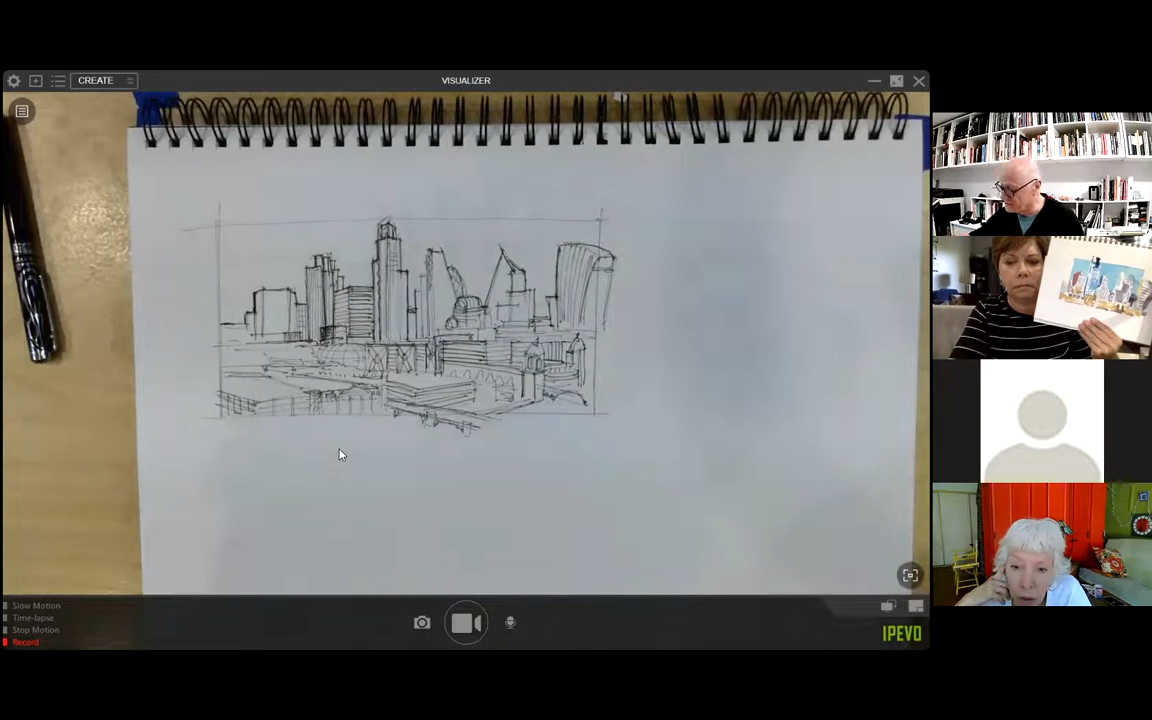 CREATE
VISUALIZER
Slow Motion
Time-lapse
Stop Motion
Record
IPEVO